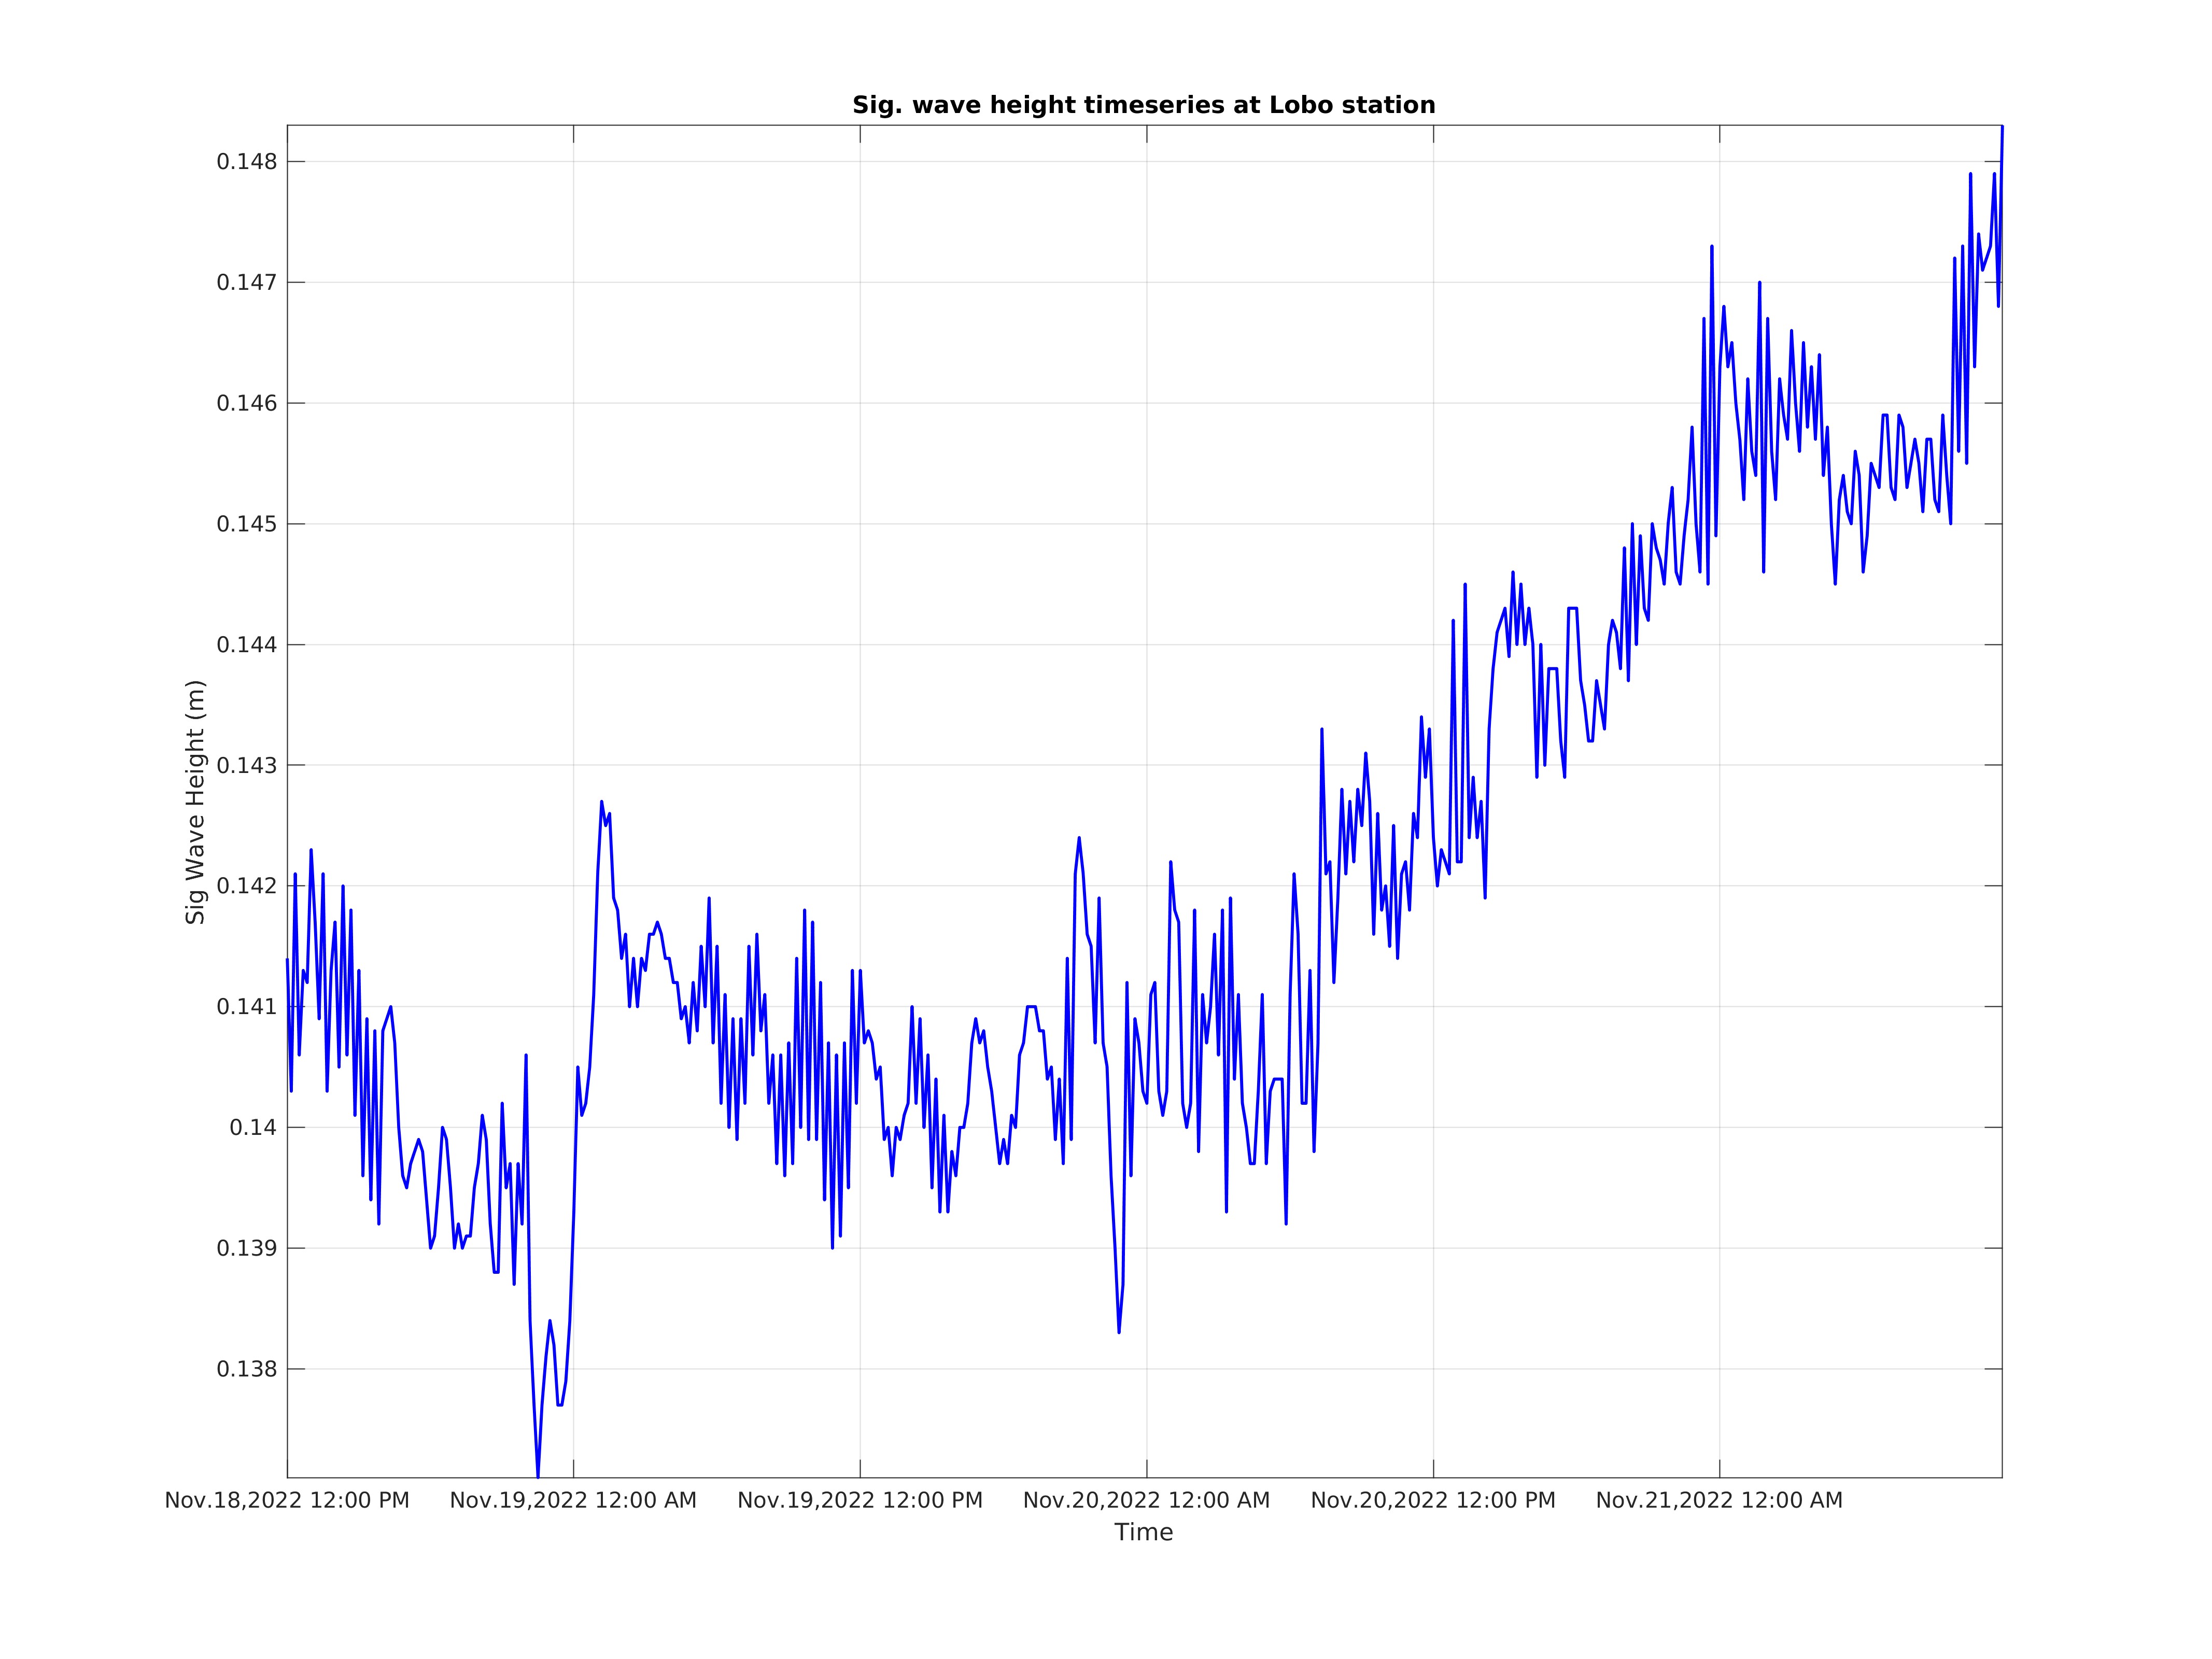 Sig. wave height timeseries at Lobo station
0.148
0.147
0.146
0.145
0.144
0.143
0.142
0.141
0.14
0.139
0.138
Sig Wave Height (m)
Nov.18,2022 12:00 PM Nov.19,2022 12:00 AM Nov.19,2022 12:00 PM Nov.20,2022 12:00 AM Nov.20,2022 12:00 PM Nov.21,2022 12:00 AM
Time